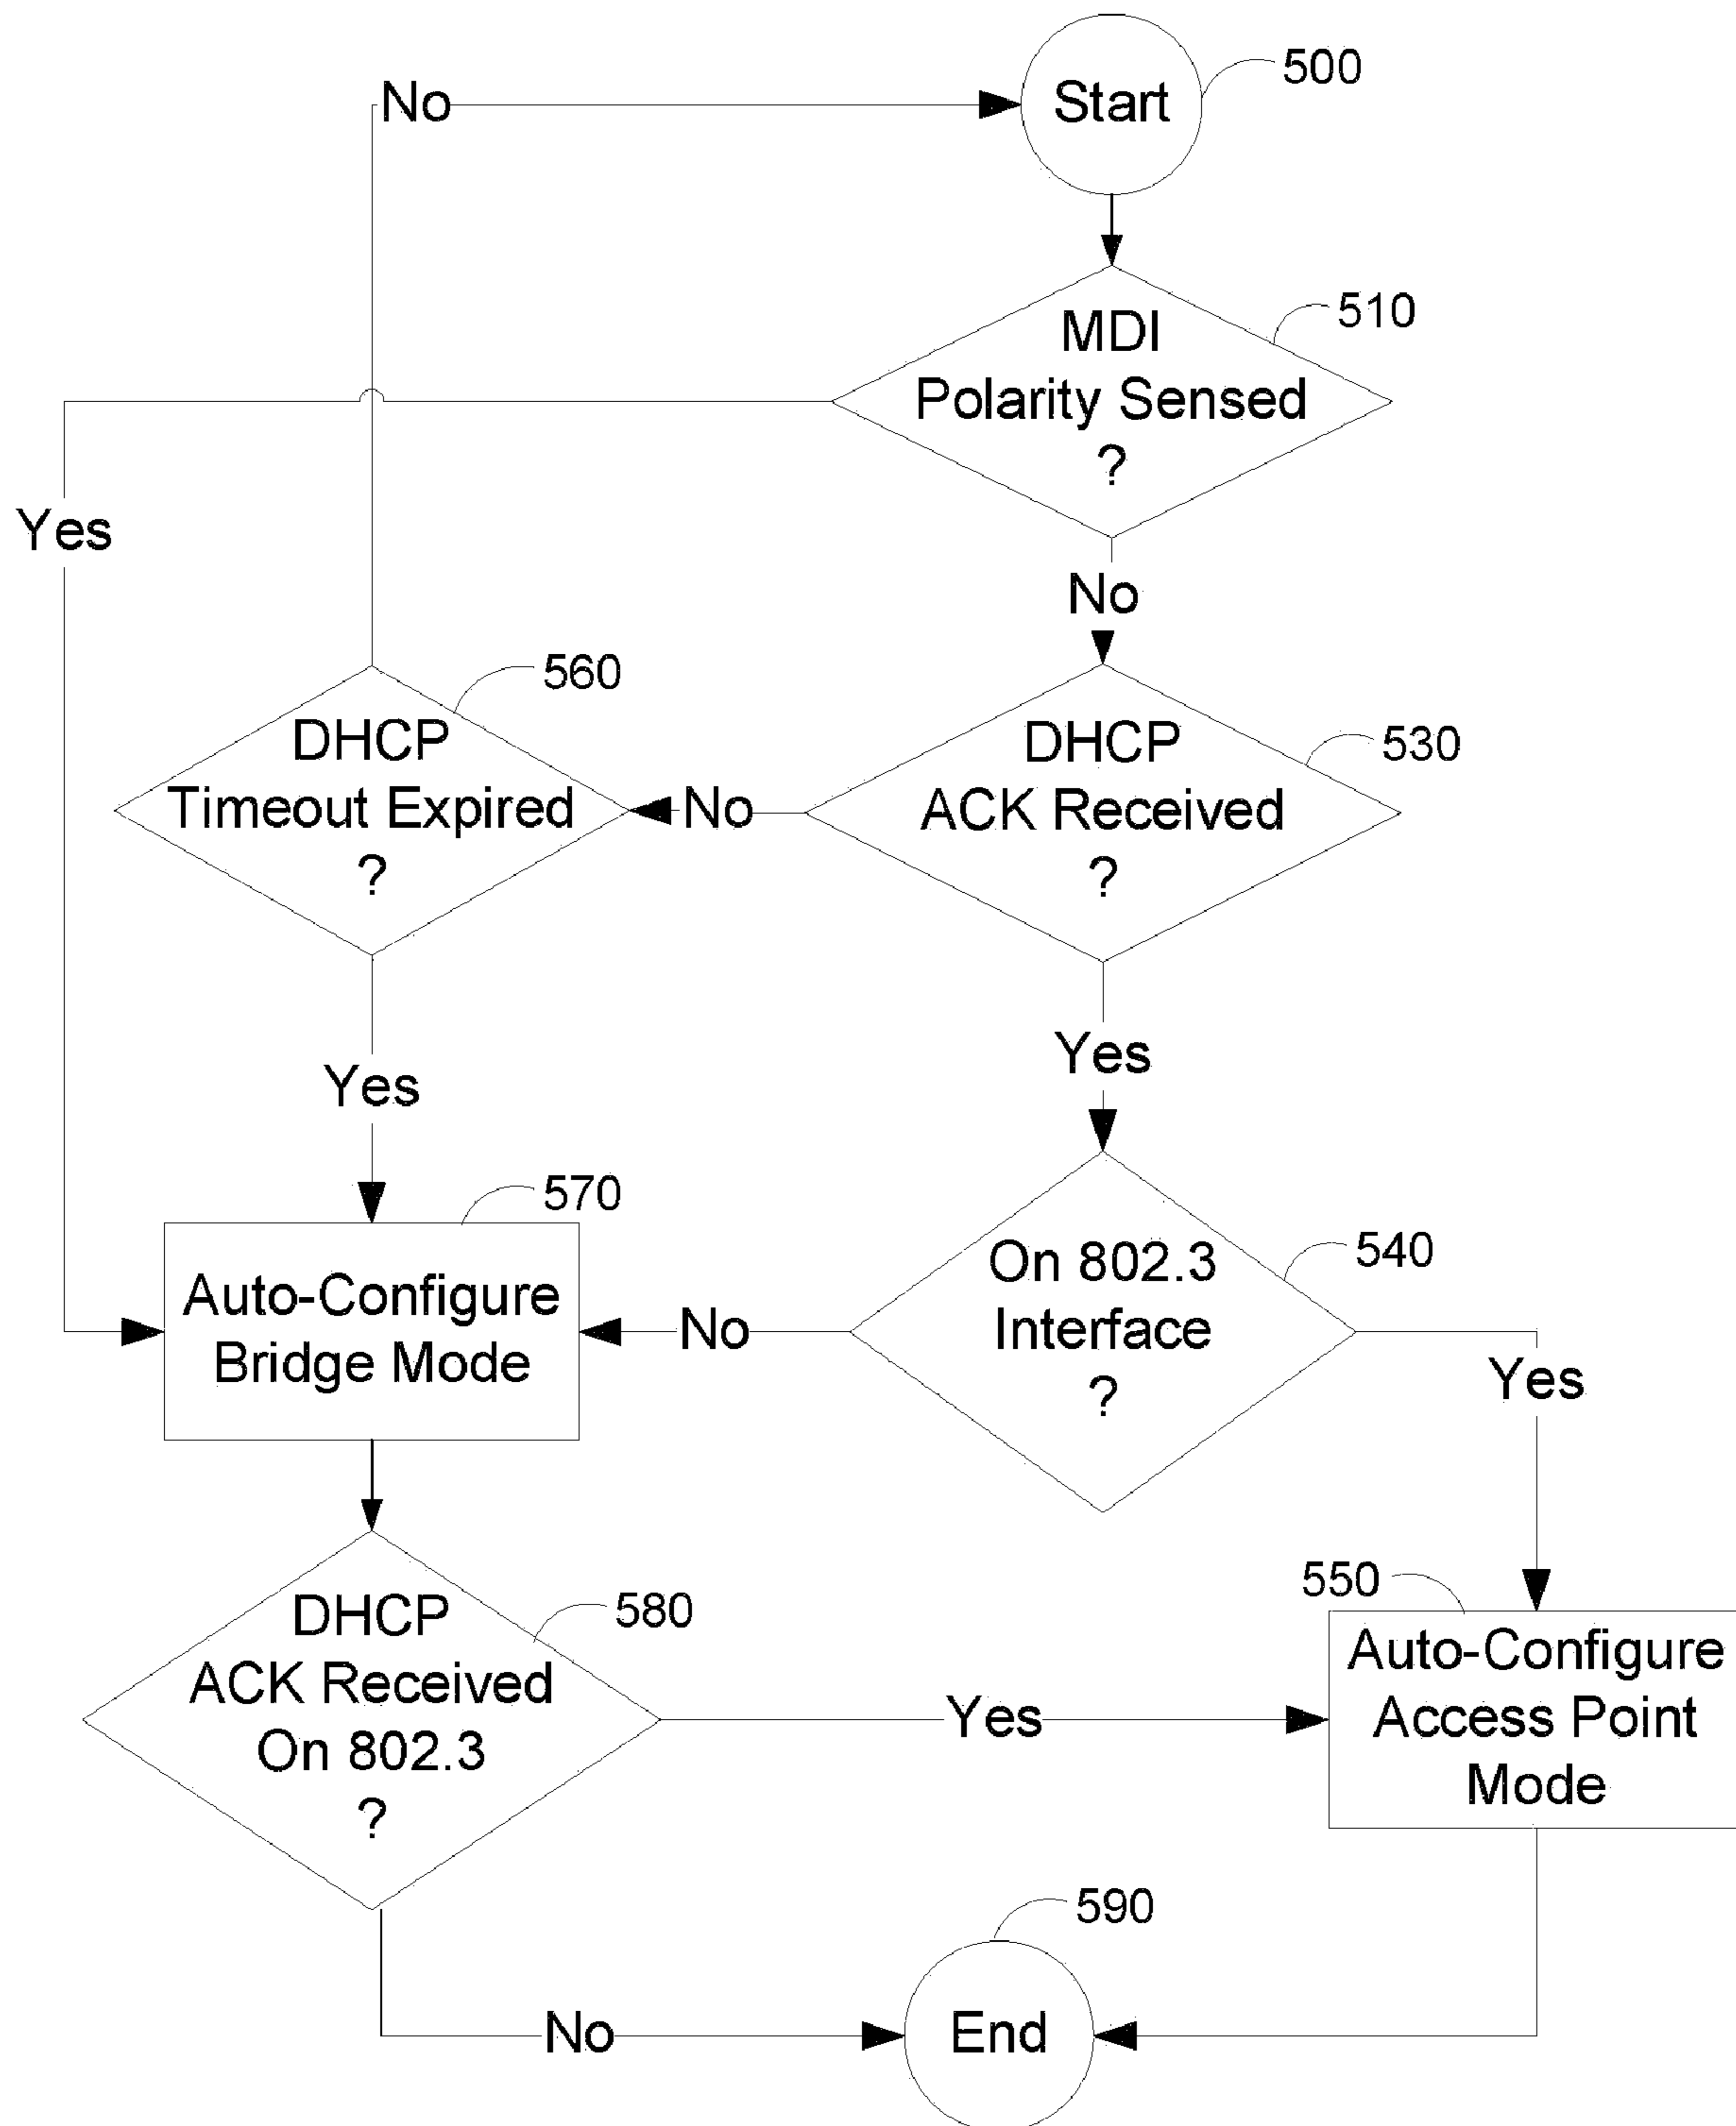 No
Start
500
MDI
Polarity Sensed
?
510
Yes
No
560
DHCP
Timeout Expired
?
No
DHCP
ACK Received
?
530
Yes
Yes
570
Auto-Configure
Bridge Mode
No
On 802.3
Interface
?
540
Yes
DHCP
ACK Received
On 802.3
?
580
Yes
550
Auto-Configure
Access Point
Mode
590
No
End